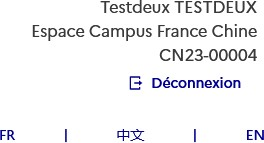 Testdeux TESTDEUX
Espace Campus France Chine
CN23-00004
Déconnexion
FR | 中文 | EN